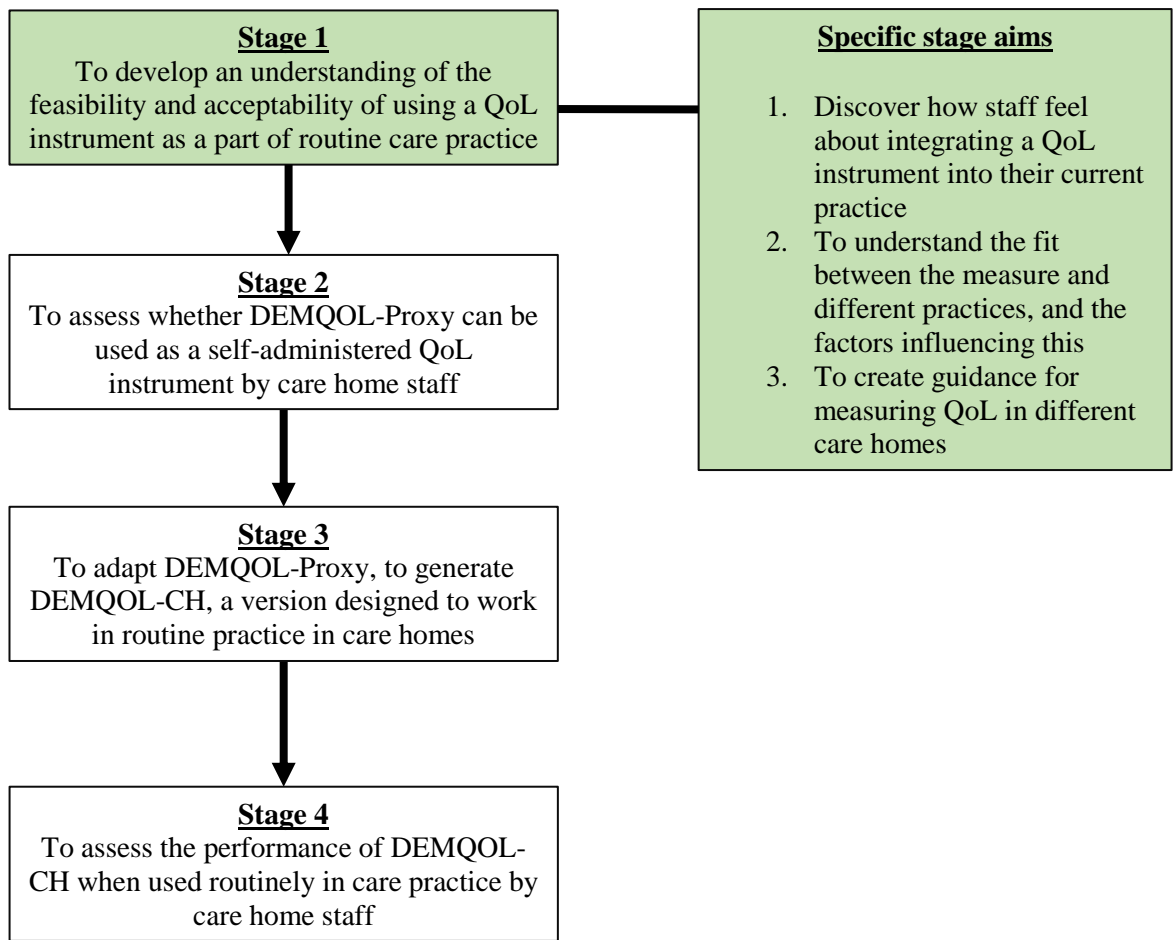 Stage 1
To develop an understanding of the
feasibility and acceptability of using a QoL
instrument as a part of routine care practice
Specific stage aims
1. Discover how staff feel
about integrating a QoL
instrument into their current
practice
2. To understand the fit
between the measure and
different practices, and the
factors influencing this
3. To create guidance for
measuring QoL in different
care homes
Stage 2
To assess whether DEMQOL-Proxy can be
used as a self-administered QoL
instrument by care home staff
Stage 3
To adapt DEMQOL-Proxy, to generate
DEMQOL-CH, a version designed to work
in routine practice in care homes
Stage 4
To assess the performance of DEMQOL-
CH when used routinely in care practice by
care home staff